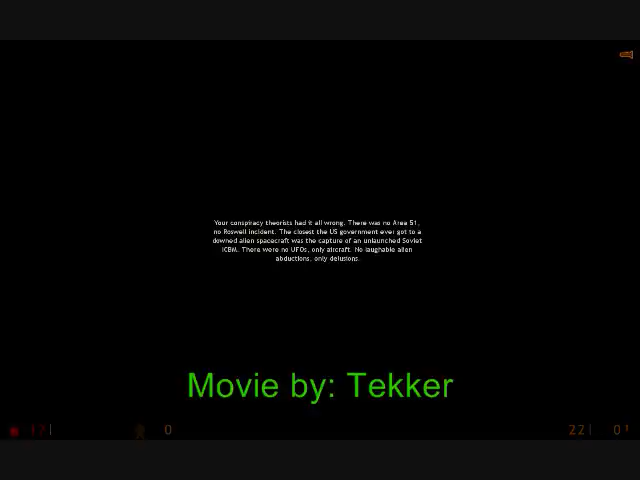 Your conspiracy theorists had it all wrong. There was no Area 51,
no Roswell incident. The closest the US government ever got to a
downed alien spacecraft was the capture of an unlaunched Soviet
ICBM. There were no UFOs, only aircraft. No laughable alien
abductions, only delusions.
Movie by: Tekker
0
22